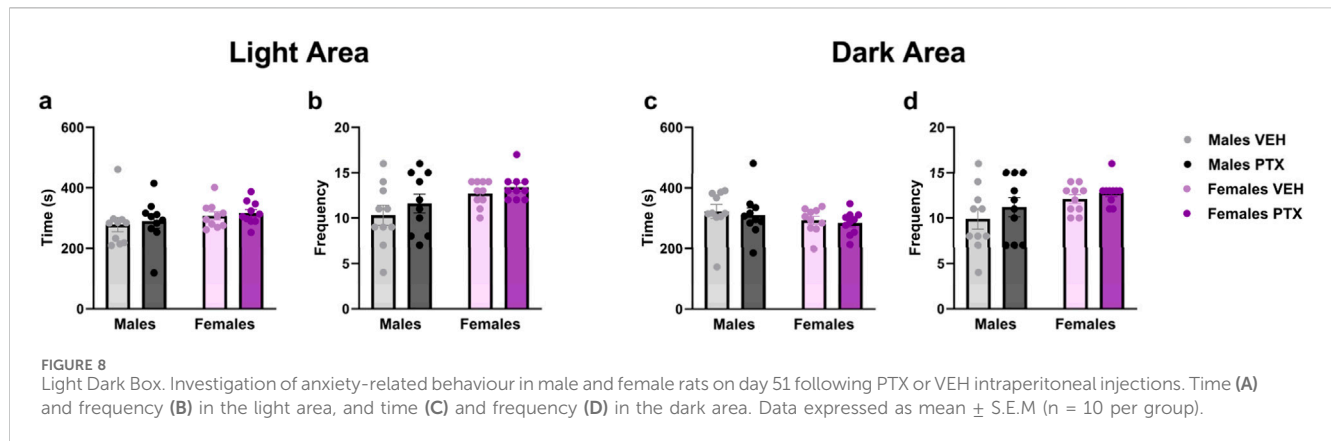 Light Area
Dark Area
a
b
c
d
Time (s)
600
400
200
0
Males
Females
Frequency
20
15
10
5
0
Males
Females
Time (s)
600
400
200
0
Males
Females
Frequency
20
15
10
5
0
Males
Females
Males VEH
Males PTX
Females VEH
Females PTX
FIGURE 8
Light Dark Box. Investigation of anxiety-related behaviour in male and female rats on day 51 following PTX or VEH intraperitoneal injections. Time (A)
and frequency (B) in the light area, and time (C) and frequency (D) in the dark area. Data expressed as mean ± S.E.M (n = 10 per group).